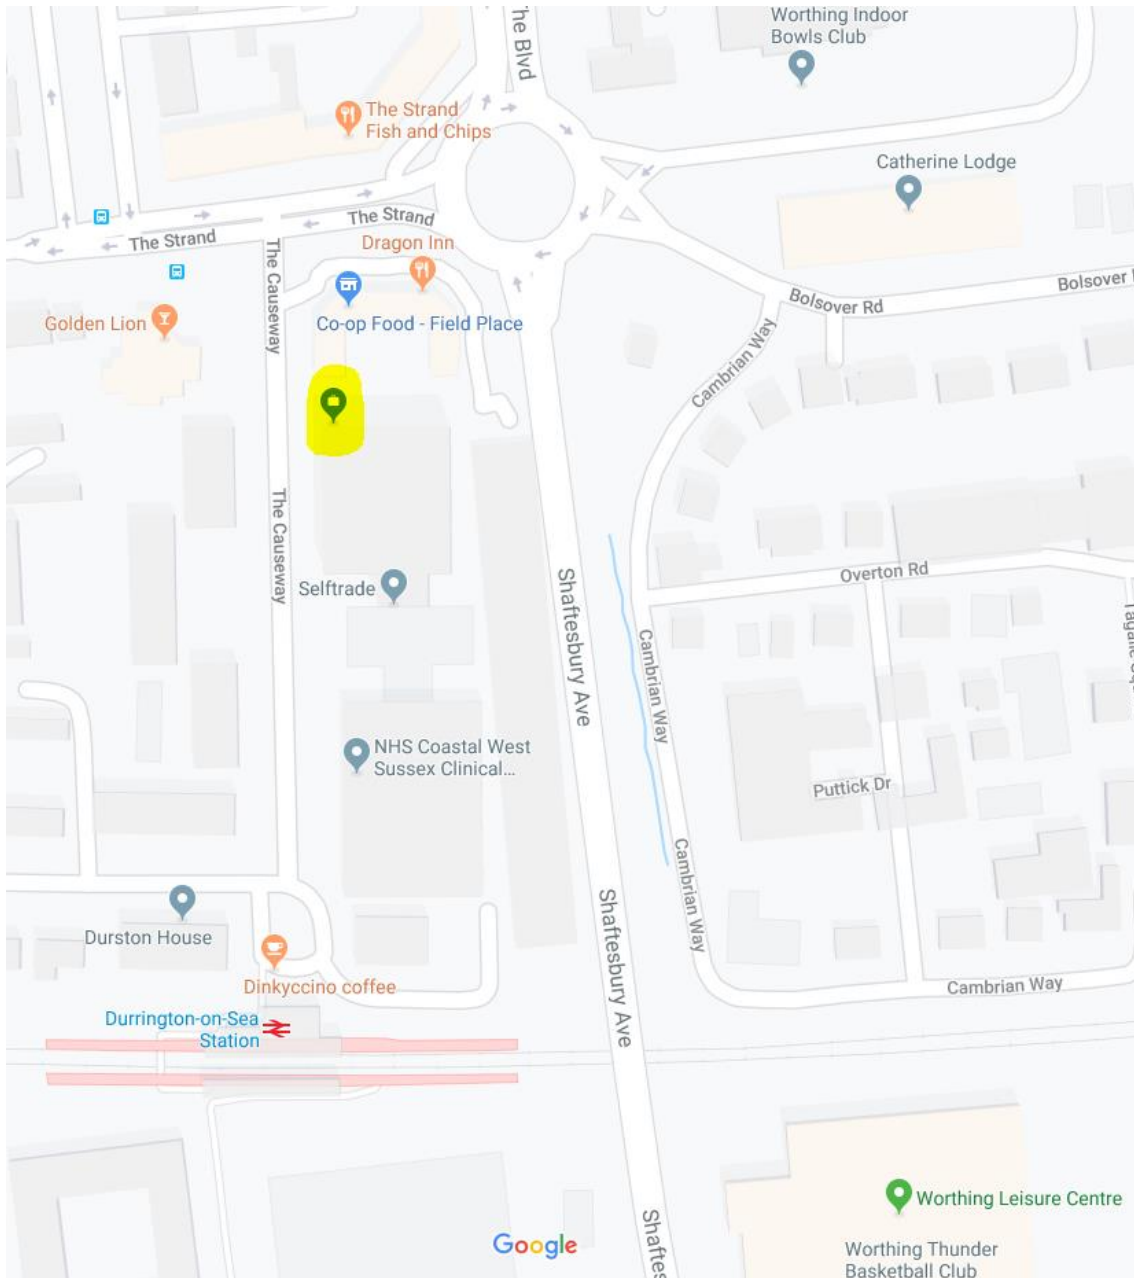 The Blvd
Worthing Indoor
Bowls Club
The Strand
Fish and Chips
Catherine Lodge
The Strand
The Strand
Dragon Inn
The Causeway
Bolsover Rd
Bolsover
Golden Lion
Co-op Food - Field Place
Cambrian Way
The Causeway
Overton Rd
Selftrade
Shaftesbury Ave
Cambrian Way
NHS Coastal West
Sussex Clinical...
Puttick Dr
Cambrian Way
Durston House
Shaftesbury Ave
Dinkyccino coffee
Cambrian Way
Durrington-on-Sea
Station
Worthing Leisure Centre
Shaftes
Google
Worthing Thunder
Basketball Club